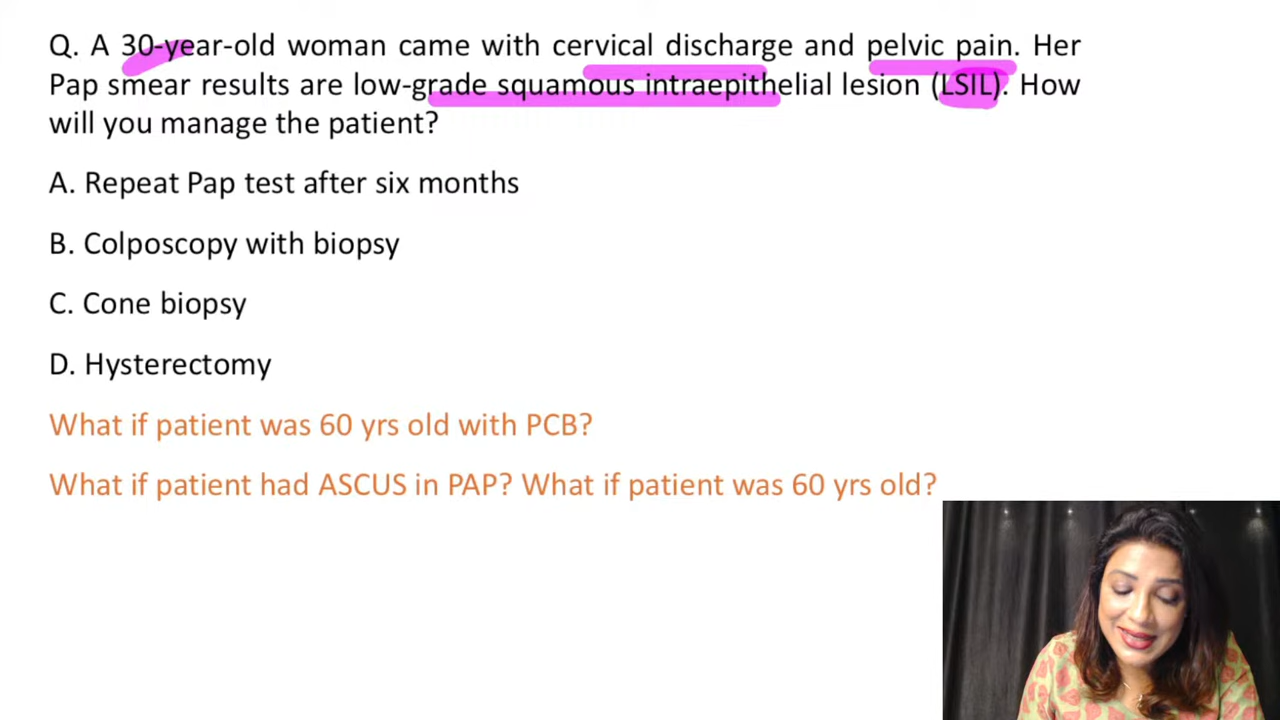 Q. A 30-year-old woman came with cervical discharge and pelvic pain. Her
Pap smear results are low-grade squamous intraepithelial lesion (LSIL). How
will you manage the patient?
A. Repeat Pap test after six months
B. Colposcopy with biopsy
C. Cone biopsy
D. Hysterectomy
What if patient was 60 yrs old with PCB?
What if patient had ASCUS in PAP? What if patient was 60 yrs old?